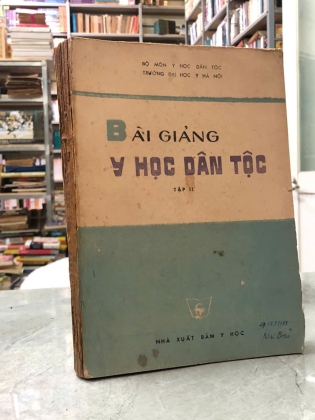 BỘ MÔN Y HỌC DÂN TỘC
TRƯỜNG ĐẠI HỌC Y HÀ NỘI
BÀI GIẢNG
Y HỌC DÂN TỘC
TẬP II
NHÀ XUẤT BẢN Y HỌC